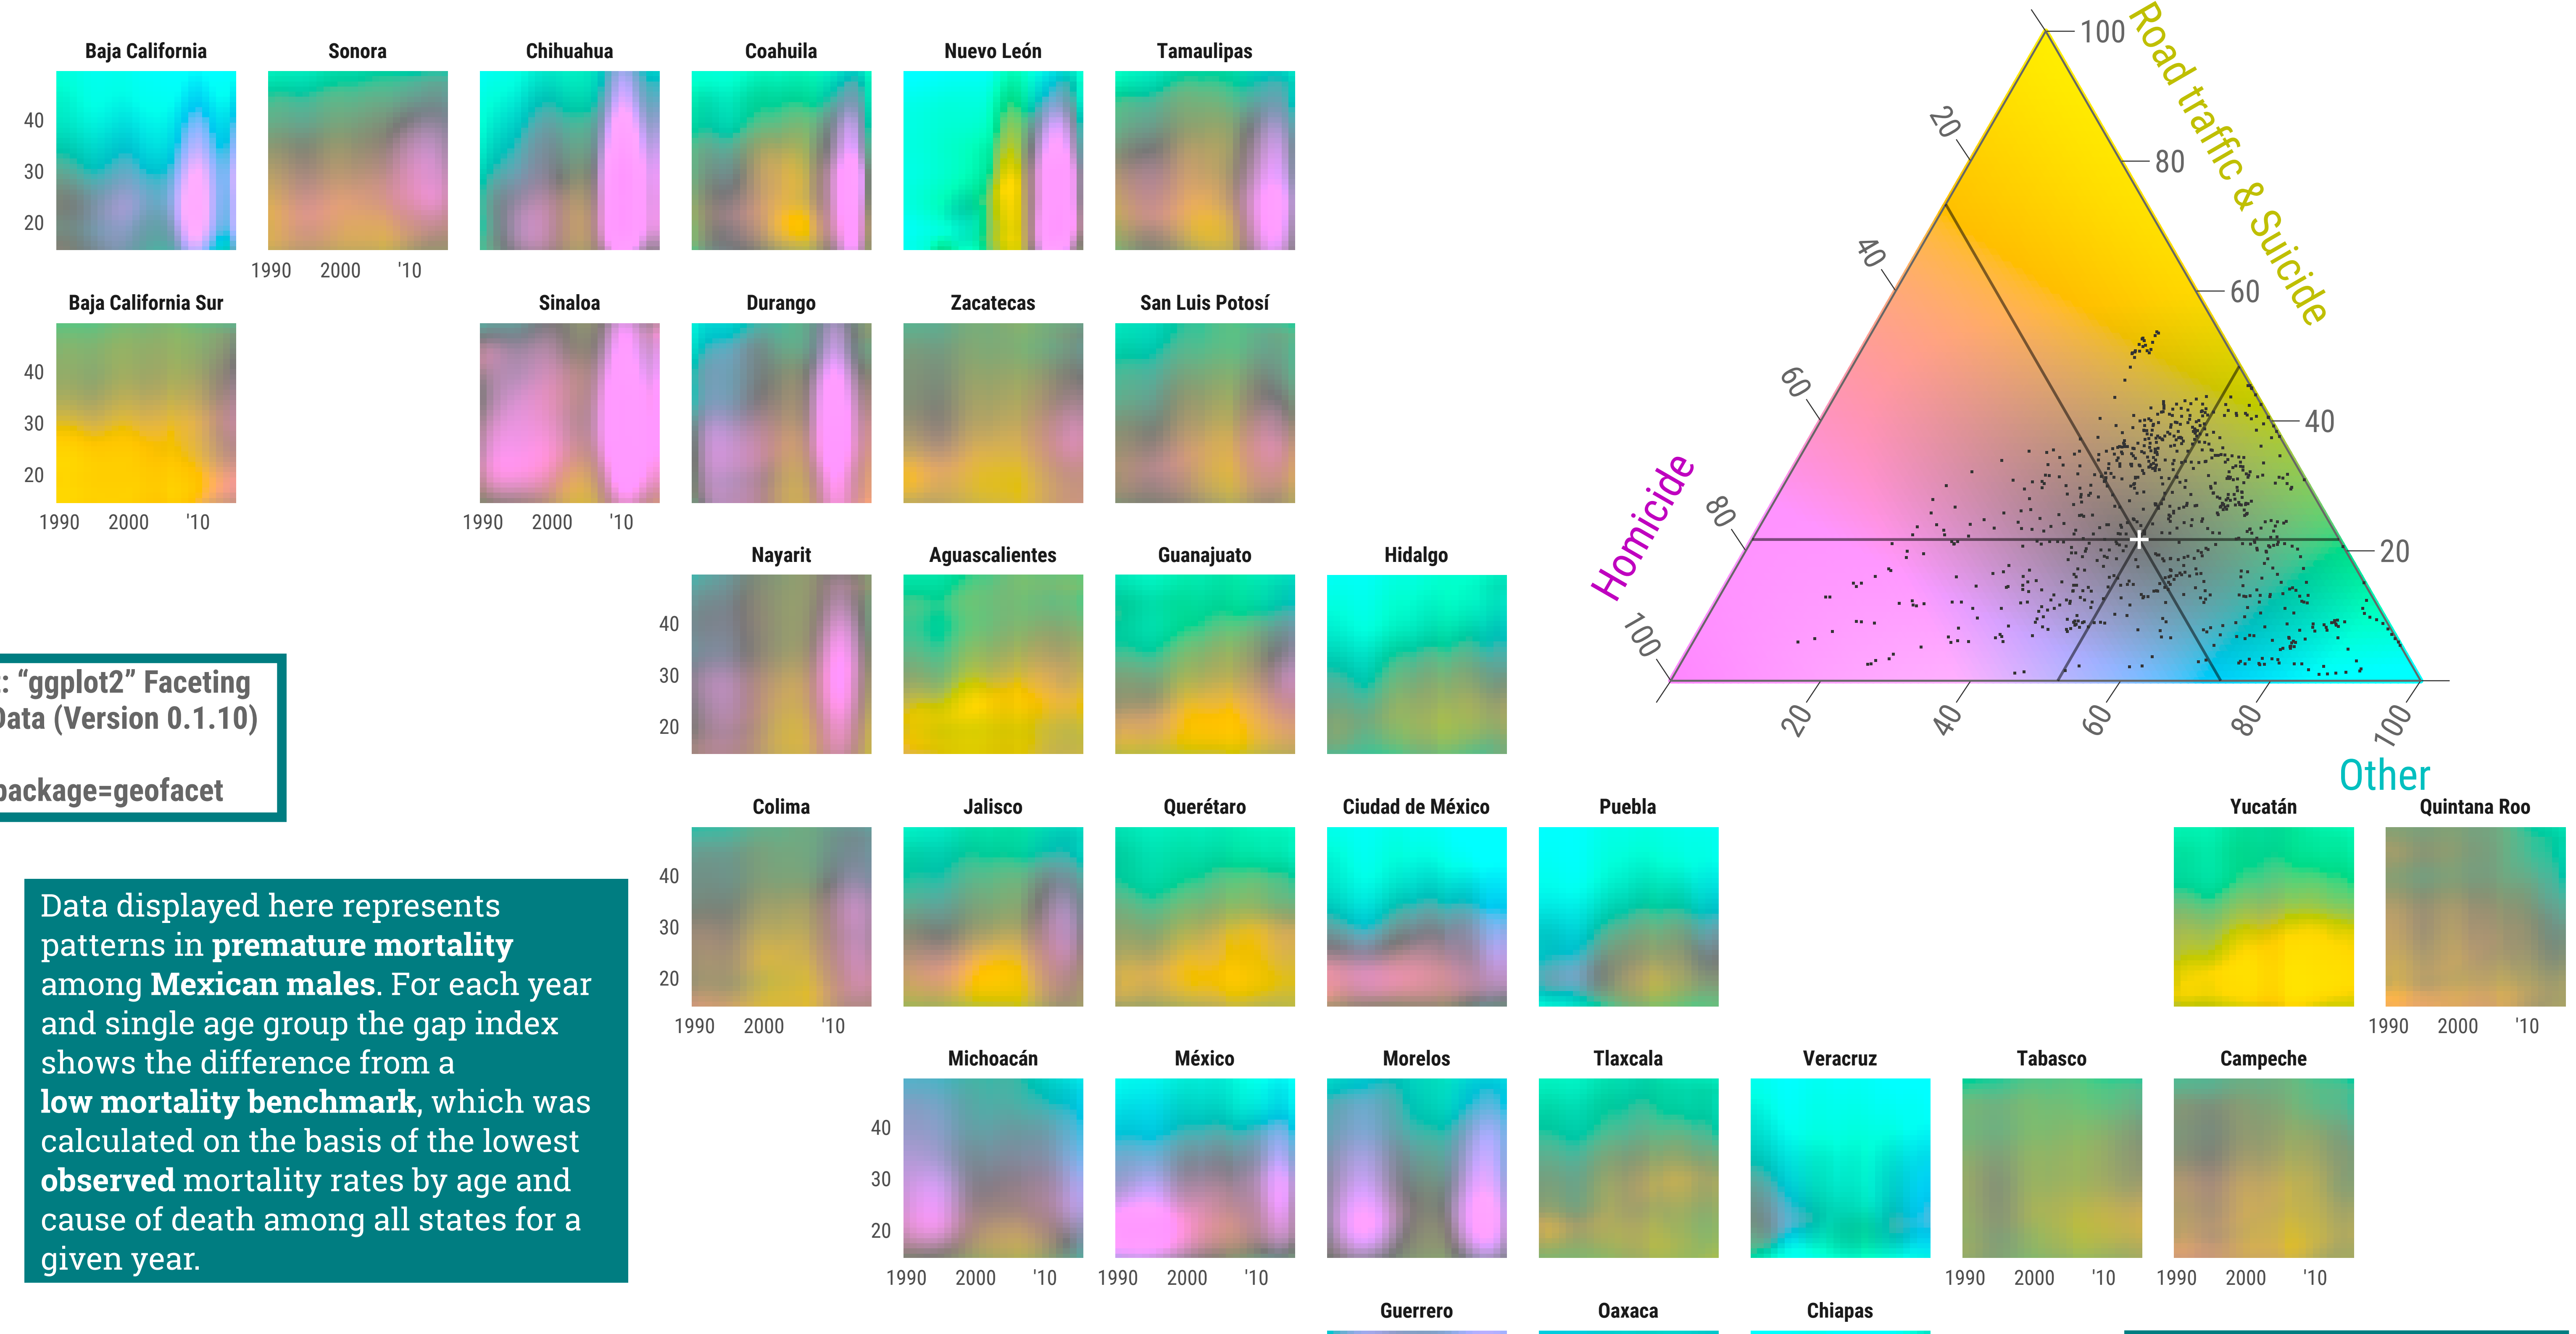 Baja California
Sonora
Chihuahua
Coahuila
Nuevo León
Tamaulipas
40
30
20
1990 2000 '10
Baja California Sur
Sinaloa
Durango
Zacatecas
San Luis Potosí
40
30
20
1990 2000 '10
1990 2000 '10
Nayarit
Aguascalientes
Guanajuato
Hidalgo
40
30
20
Colima
Jalisco
Querétaro
Ciudad de México
Puebla
Yucatán
Quintana Roo
40
30
20
1990 2000 '10
1990 2000 '10
Michoacán
México
Morelos
Tlaxcala
Veracruz
Tabasco
Campeche
40
30
20
1990 2000 '10
1990 2000 '10
1990 2000 '10
1990 2000 '10
Guerrero
Oaxaca
Chiapas
Road traffic & Suicide
100
80
60
40
20
Homicide
20
40
60
80
100
Other
20
40
60
80
100
: “ggplot2” Faceting
Data (Version 0.1.10)
package=geofacet
Data displayed here represents
patterns in premature mortality
among Mexican males. For each year
and single age group the gap index
shows the difference from a
low mortality benchmark, which was
calculated on the basis of the lowest
observed mortality rates by age and
cause of death among all states for a
given year.